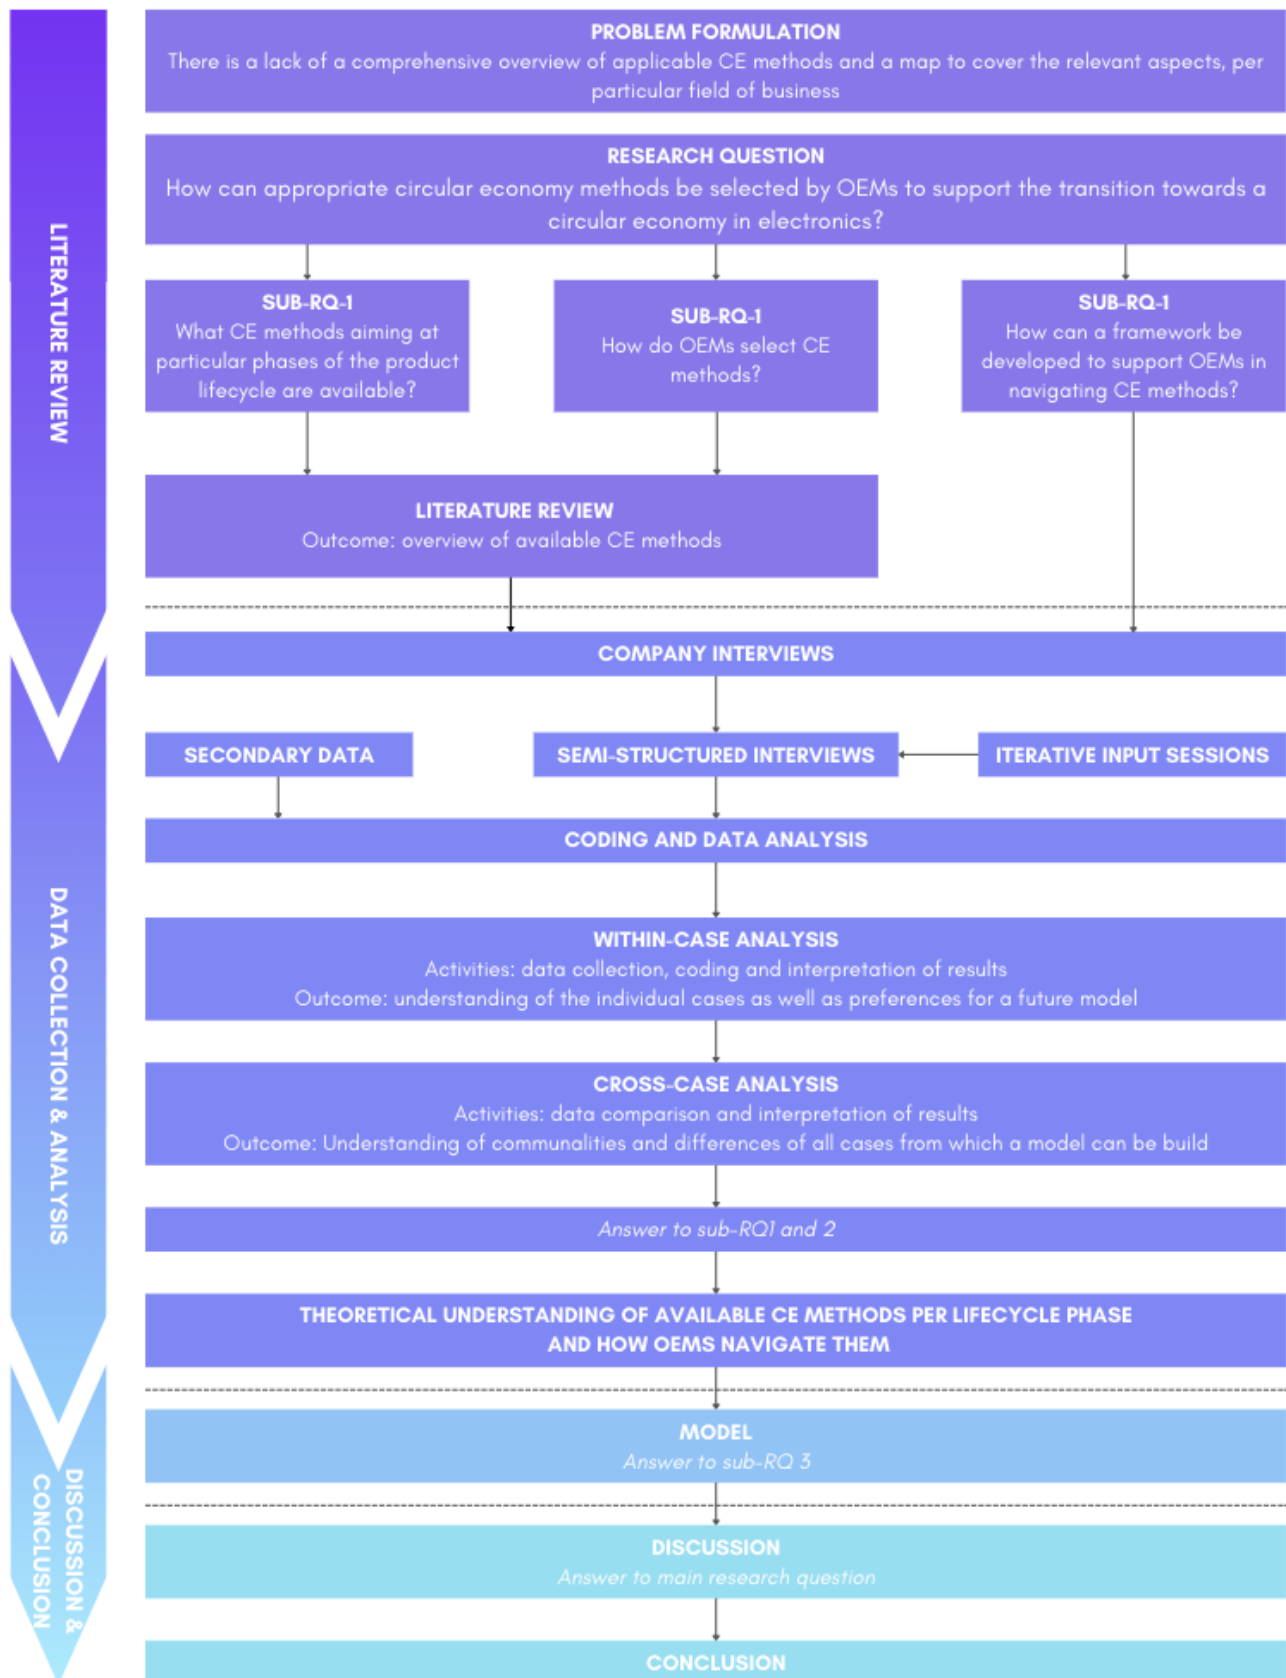 PROBLEM FORMULATION
There is a lack of a comprehensive overview of applicable CE methods and a map to cover the relevant aspects, per
particular field of business
RESEARCH QUESTION
How can appropriate circular economy methods be selected by OEMs to support the transition towards a
circular economy in electronics?
SUB-RQ-1
What CE methods aiming at
particular phases of the product
lifecycle are available?
SUB-RQ-1
How do OEMs select CE
methods?
SUB-RQ-1
How can a framework be
developed to support OEMs in
navigating CE methods?
LITERATURE REVIEW
Outcome: overview of available CE methods
LITERATURE REVIEW
COMPANY INTERVIEWS
SECONDARY DATA
SEMI-STRUCTURED INTERVIEWS
ITERATIVE INPUT SESSIONS
CODING AND DATA ANALYSIS
WITHIN-CASE ANALYSIS
Activities: data collection, coding and interpretation of results
Outcome: understanding of the individual cases as well as preferences for a future model
CROSS-CASE ANALYSIS
Activities: data comparison and interpretation of results
Outcome: Understanding of communalities and differences of all cases from which a model can be build
Answer to sub-RQ1 and 2
THEORETICAL UNDERSTANDING OF AVAILABLE CE METHODS PER LIFECYCLE PHASE
AND HOW OEMS NAVIGATE THEM
DATA COLLECTION & ANALYSIS
MODEL
Answer to sub-RQ 3
DISCUSSION
Answer to main research question
CONCLUSION
DISCUSSION &
CONCLUSION